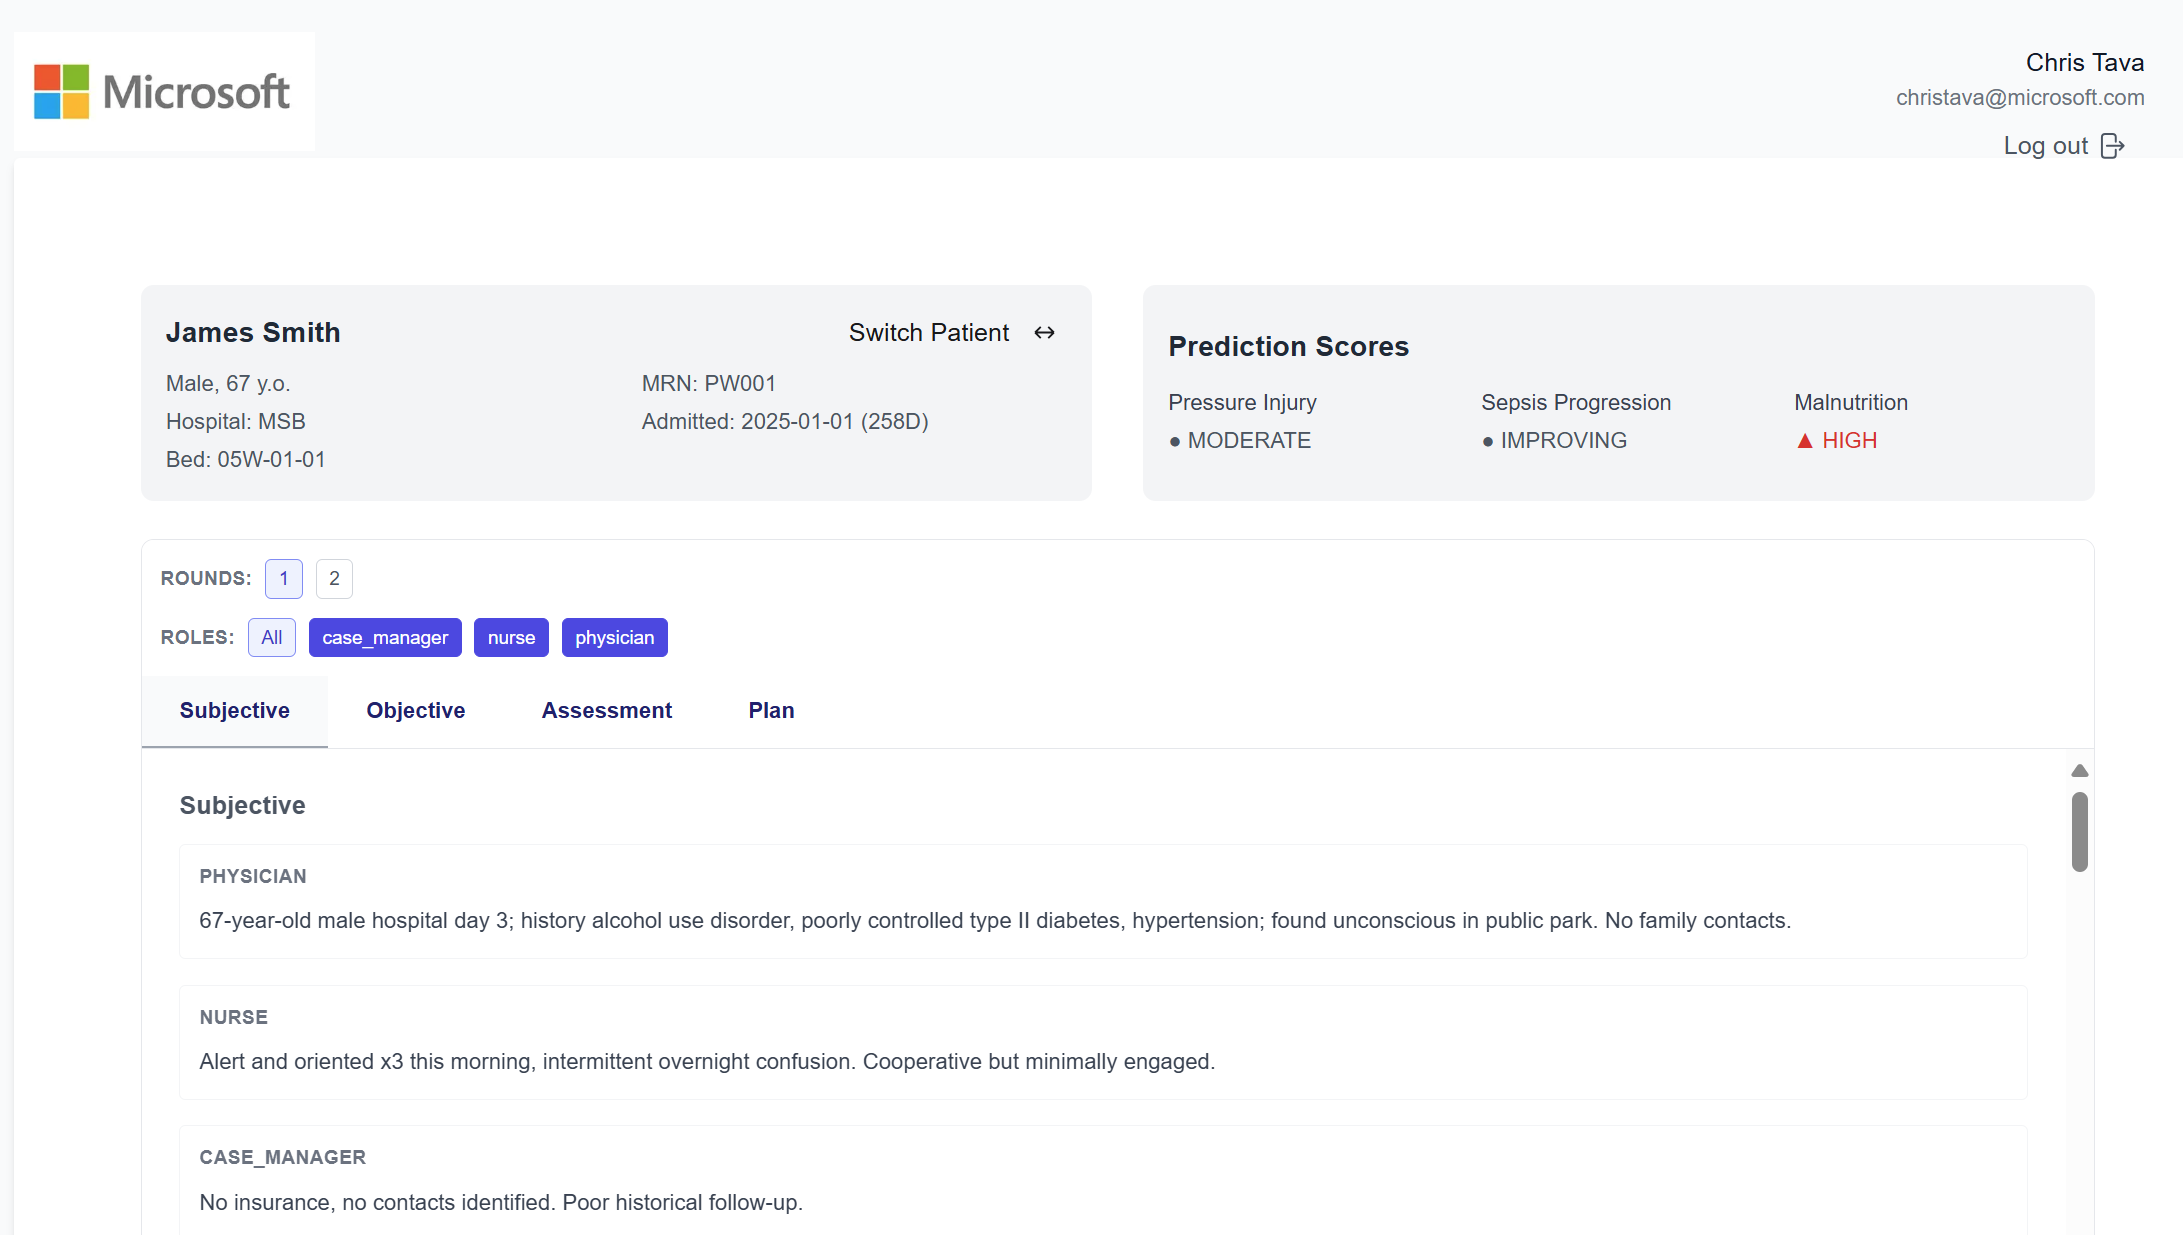 Microsoft
Chris Tava
christava@microsoft.com
Log out
James Smith
Switch Patient ↔
Male, 67 y.o.
MRN: PW001
Hospital: MSB
Admitted: 2025-01-01 (258D)
Bed: 05W-01-01
Prediction Scores
Pressure Injury
Sepsis Progression
Malnutrition
● MODERATE
● IMPROVING
▲ HIGH
ROUNDS: 1 2
ROLES: All case_manager nurse physician
Subjective Objective Assessment Plan
Subjective
PHYSICIAN
67-year-old male hospital day 3; history alcohol use disorder, poorly controlled type II diabetes, hypertension; found unconscious in public park. No family contacts.
NURSE
Alert and oriented x3 this morning, intermittent overnight confusion. Cooperative but minimally engaged.
CASE_MANAGER
No insurance, no contacts identified. Poor historical follow-up.